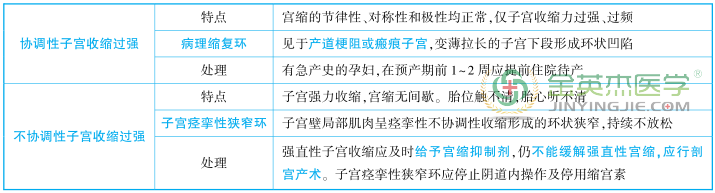 协调性子宫收缩过强
特点
宫缩的节律性、对称性和极性均正常,仅子宫收缩力过强、过频
病理缩复环
见于产道梗阻或瘢痕子宫,变薄拉长的子宫下段形成环状凹陷
处理
有急产史的孕妇,在预产期前1~2周应提前住院待产
不协调性子宫收缩过强
特点
子宫强力收缩,宫缩无间歇。胎位触不清,胎心听不清
子宫痉挛性狭窄环
子宫壁局部肌肉呈痉挛性不协调性收缩形成的环状狭窄,持续不放松
处理
强直性子宫收缩应及时给予宫缩抑制剂,仍不能缓解强直性宫缩,应行剖
宫产术。子宫痉挛性狭窄环应停止阴道内操作及停用缩宫素
金英杰医学®
JINYINGJIE.COM